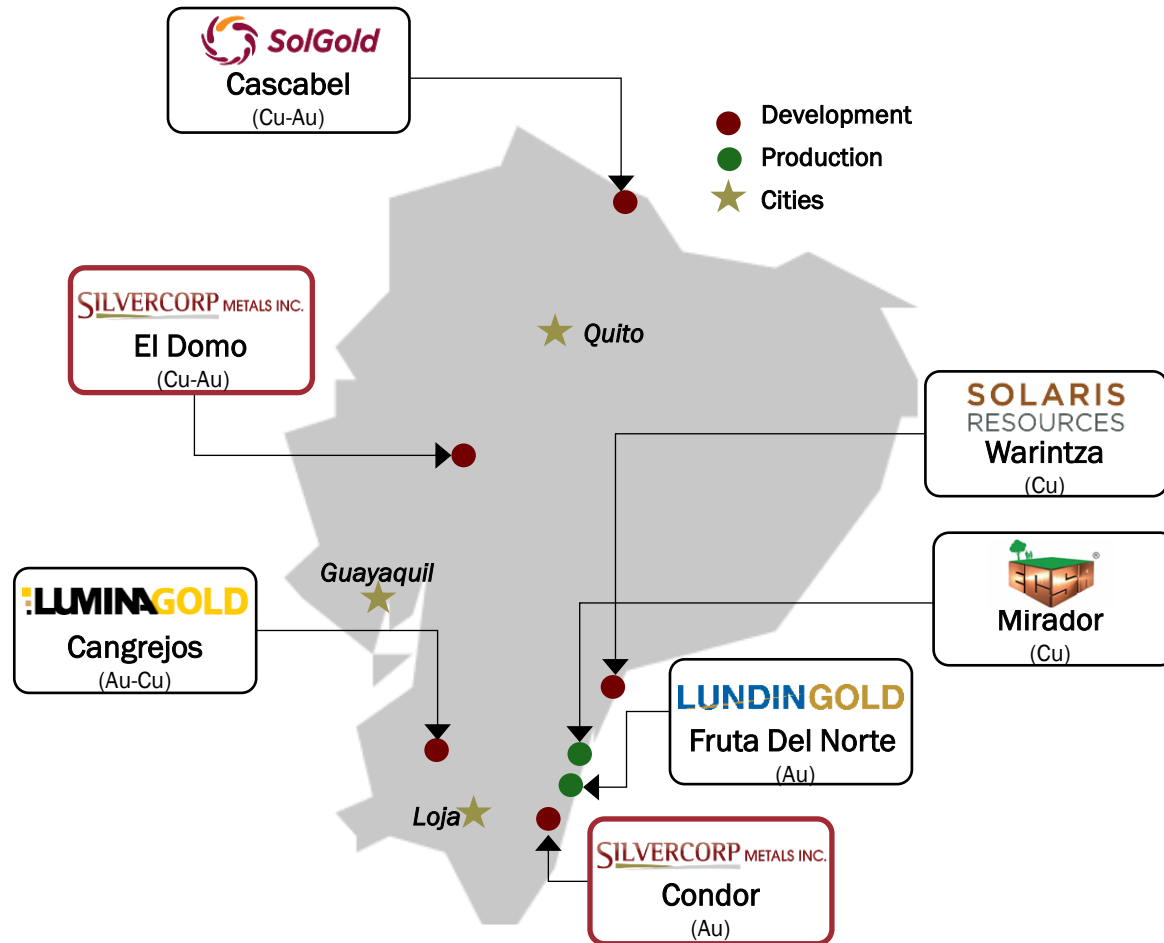 SolGold
Cascabel
(Cu-Au)
Development
Production
Cities
SILVERCORP METALS INC.
El Domo
(Cu-Au)
Quito
SOLARIS
RESOURCES
Warintza
(Cu)
Guayaquil
LUMINAGOLD
Cangrejos
(Au-Cu)
ECSA
®
Mirador
(Cu)
LUNDINGOLD
Fruta Del Norte
(Au)
Loja
SILVERCORP METALS INC.
Condor
(Au)